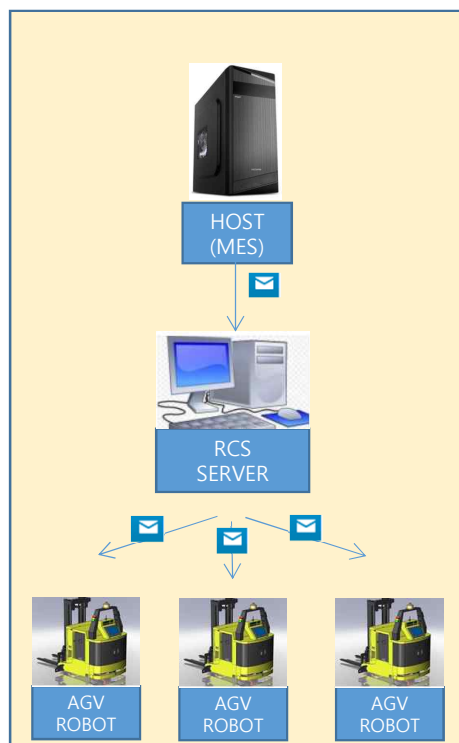 HOST
(MES)
RCS
SERVER
AGV
ROBOT
AGV
ROBOT
AGV
ROBOT